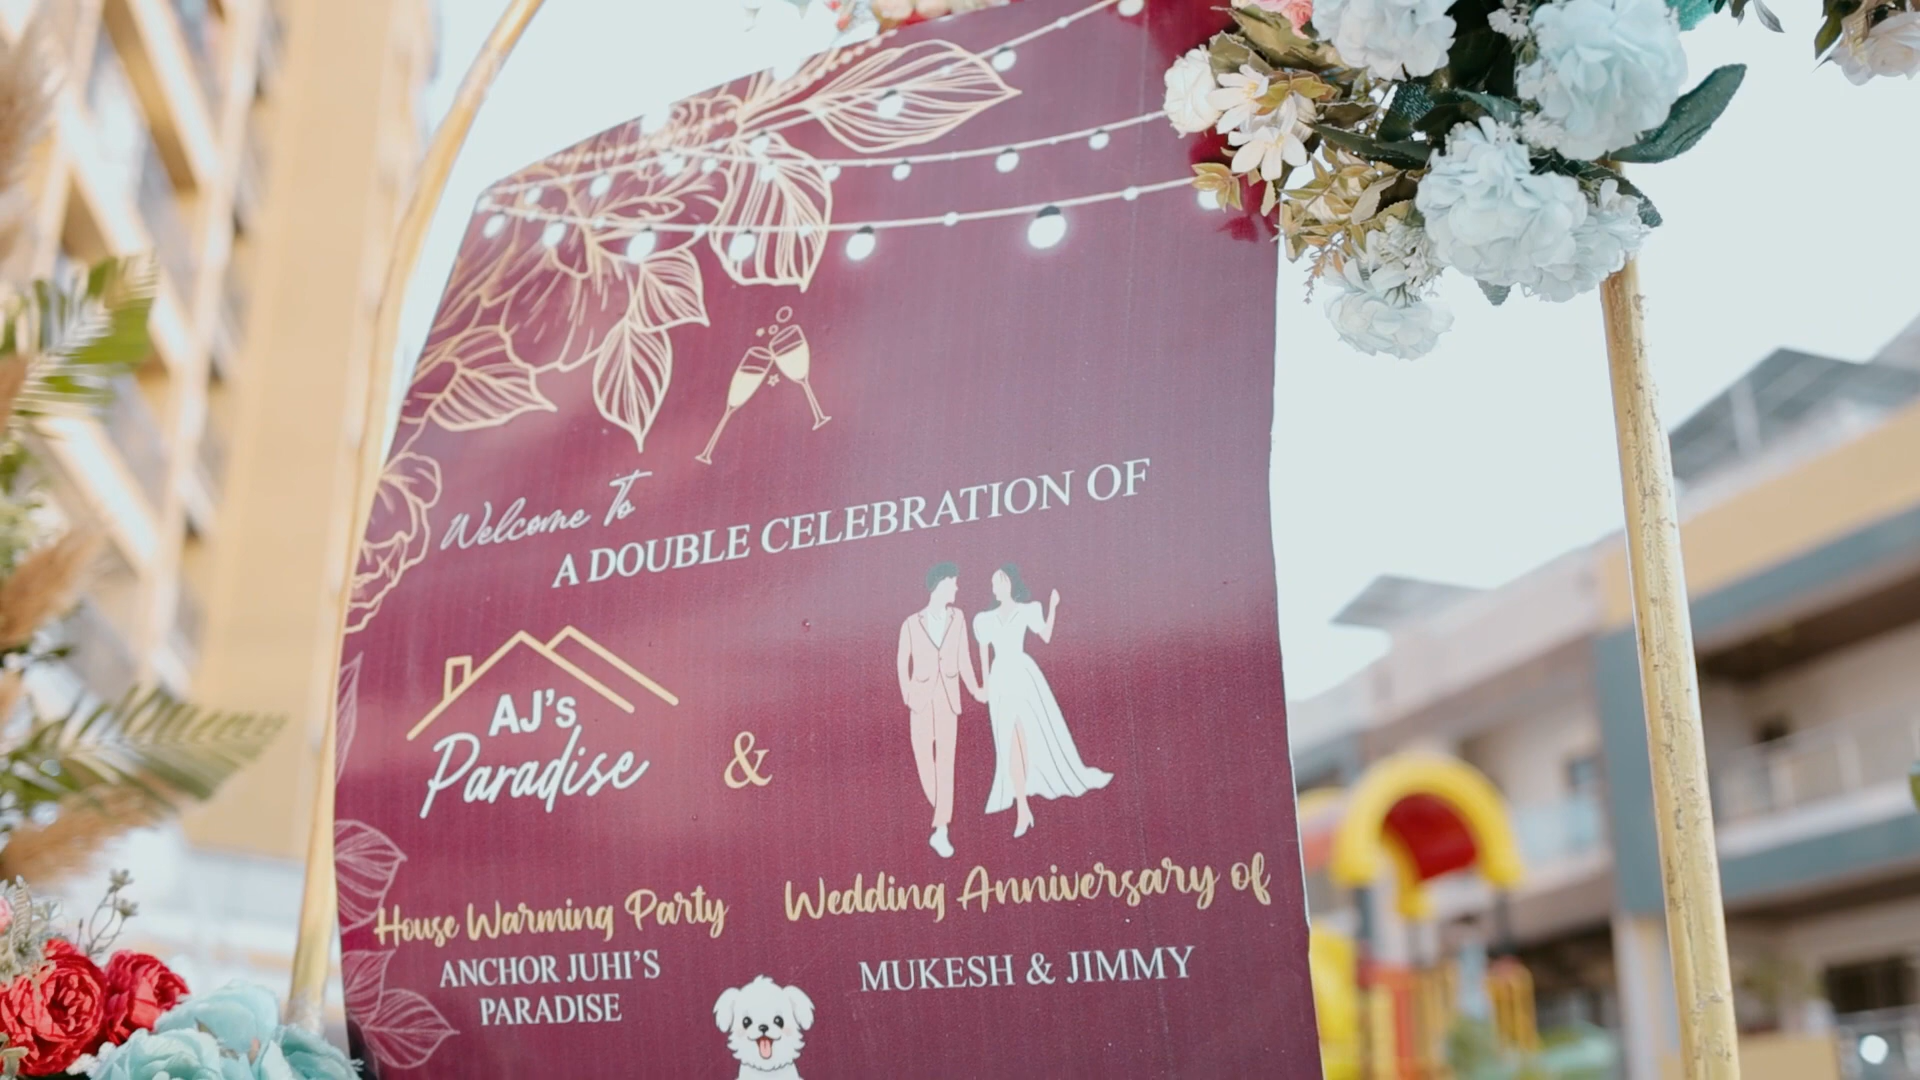 Welcome To
A DOUBLE CELEBRATION OF
AJ's
Paradise
&
House Warming Party
ANCHOR JUHI'S
PARADISE
Wedding Anniversary of
MUKESH & JIMMY